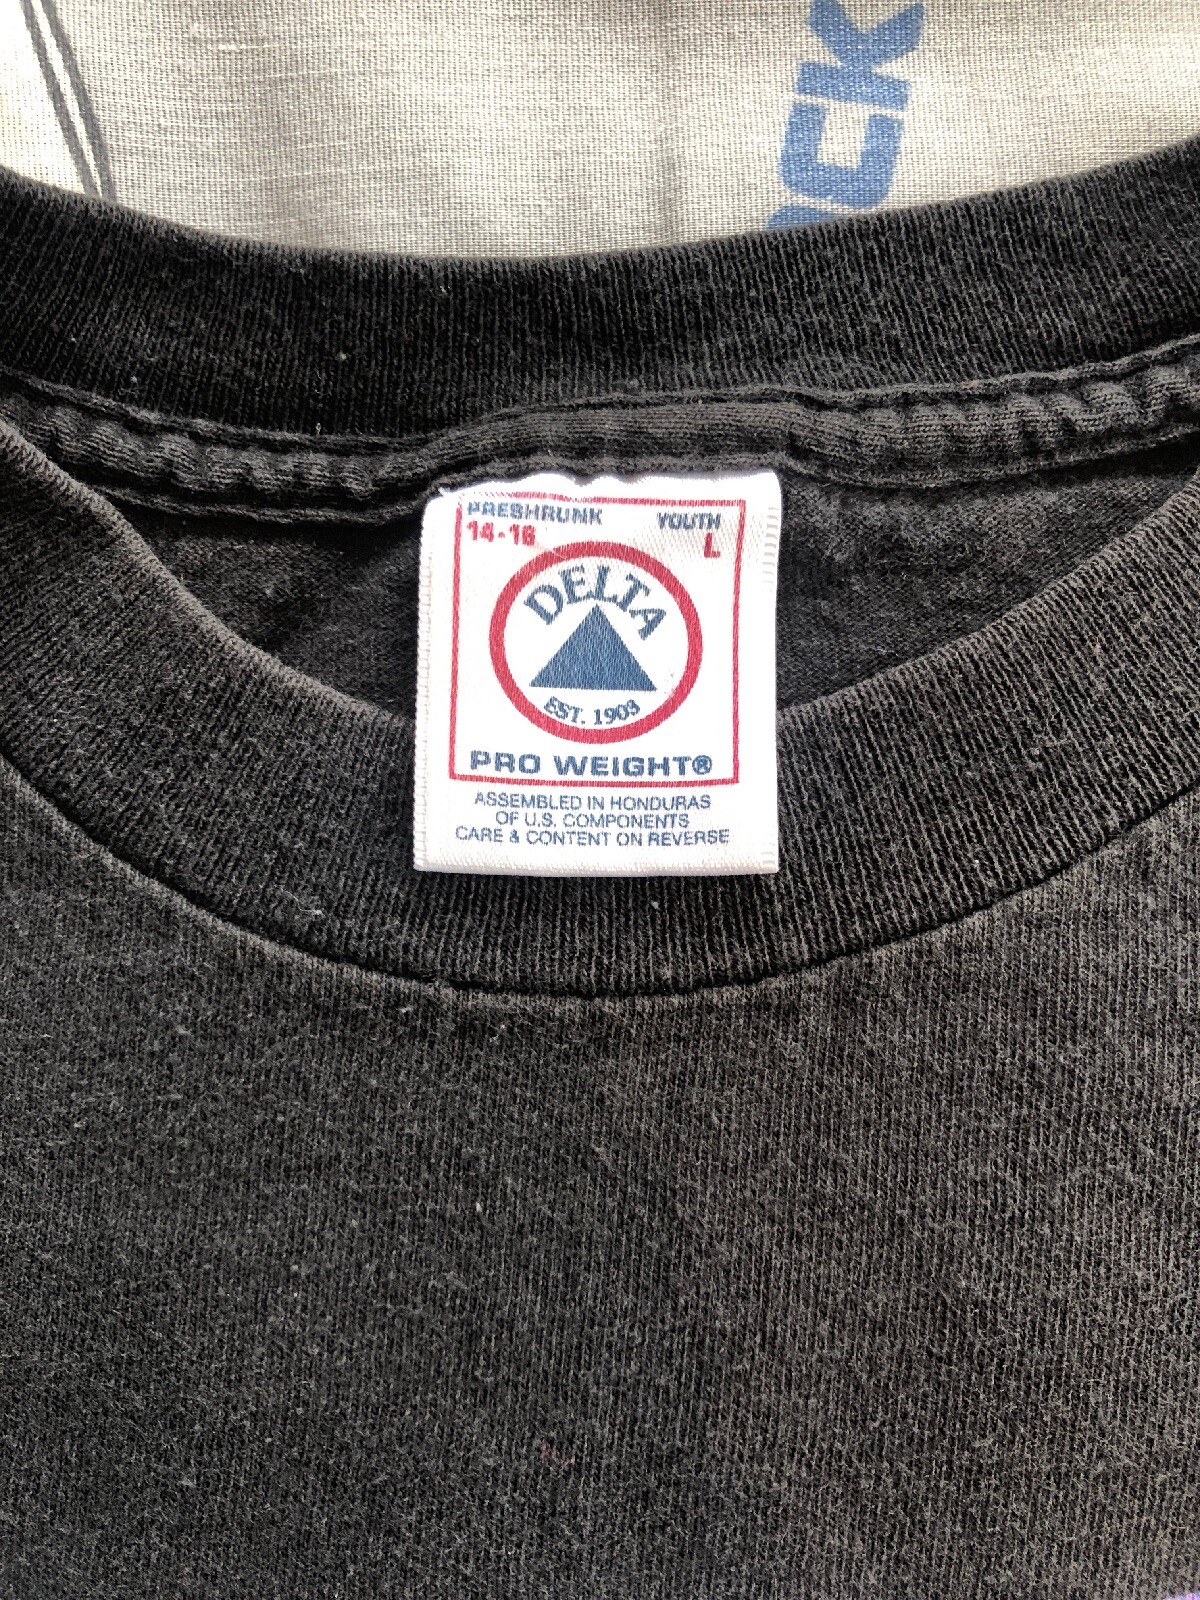 PRESHRUNK YOUTH
14-16 L
DELTA
EST. 1903
PRO WEIGHT®
ASSEMBLED IN HONDURAS
OF U.S. COMPONENTS
CARE & CONTENT ON REVERSE